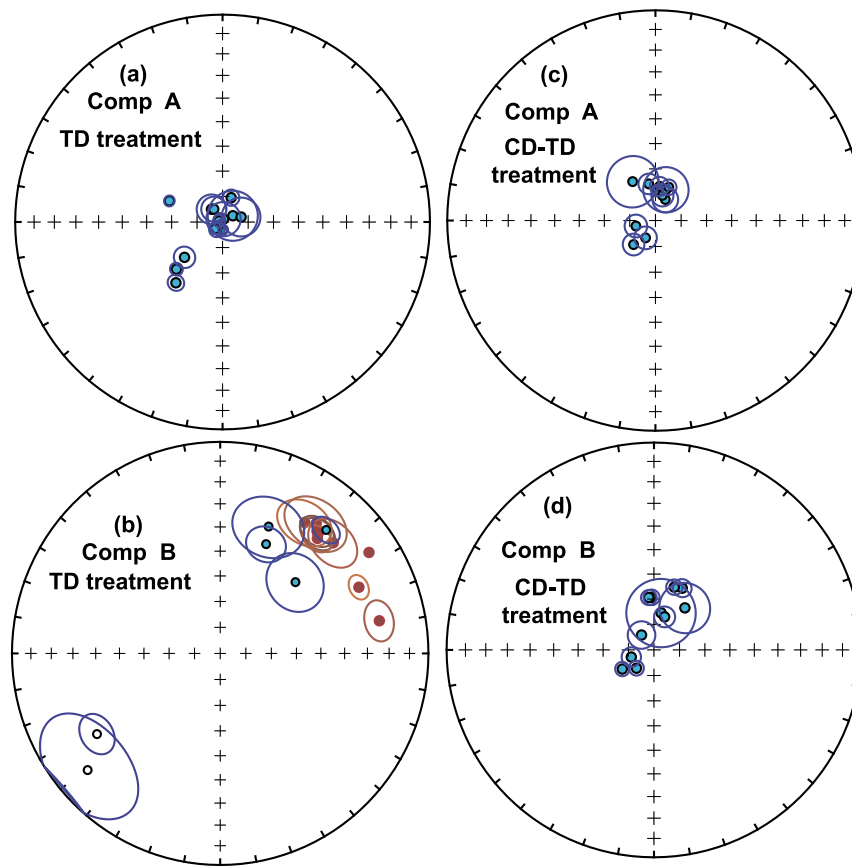 (a)
Comp A
TD treatment
(c)
Comp A
CD-TD
treatment
(b)
Comp B
TD treatment
(d)
Comp B
CD-TD
treatment